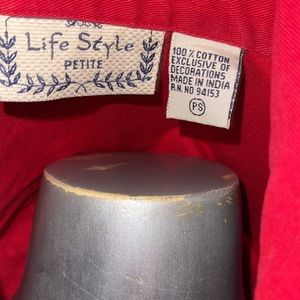 Life Style
PETITE
100% COTTON
EXCLUSIVE OF
DECORATIONS
MADE IN INDIA
R.N. NO 94153
PS